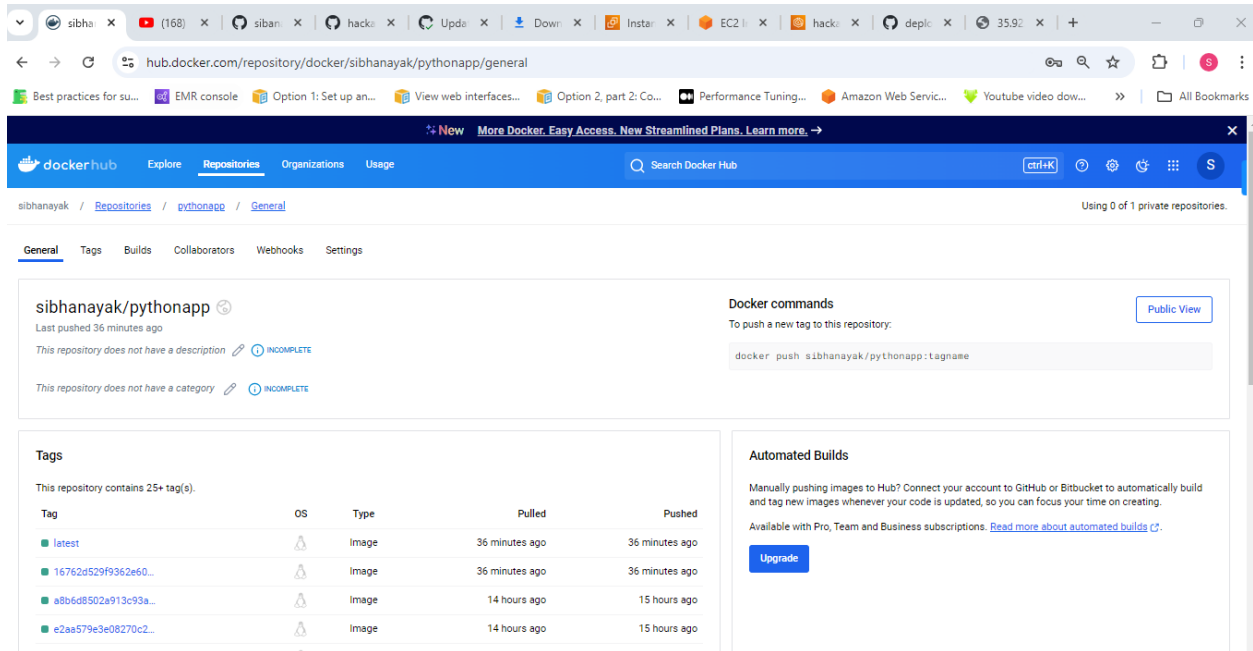 sibha
(168)
siban
hacka
Upda
Down
Instar
EC2 I
hacka
deplo
35.92
hub.docker.com/repository/docker/sibhanayak/pythonapp/general
S
Best practices for su...
EMR console
Option 1: Set up an...
View web interfaces...
Option 2, part 2: Co...
Performance Tuning...
Amazon Web Servic...
Youtube video dow...
»
All Bookmarks
New More Docker. Easy Access. New Streamlined Plans. Learn more. →
dockerhub Explore Repositories Organizations Usage Search Docker Hub ctrl+K S
sibhanayak / Repositories / pythonapp / General Using 0 of 1 private repositories.
General Tags Builds Collaborators Webhooks Settings
sibhanayak/pythonapp
Last pushed 36 minutes ago
This repository does not have a description INCOMPLETE
This repository does not have a category INCOMPLETE
Docker commands
To push a new tag to this repository:
Public View
docker push sibhanayak/pythonapp:tagname
Tags
This repository contains 25+ tag(s).
Tag OS Type Pulled Pushed
latest Image 36 minutes ago 36 minutes ago
16762d529f9362e60... Image 36 minutes ago 36 minutes ago
a8b6d8502a913c93a... Image 14 hours ago 15 hours ago
e2aa579e3e08270c2... Image 14 hours ago 15 hours ago
Automated Builds
Manually pushing images to Hub? Connect your account to GitHub or Bitbucket to automatically build
and tag new images whenever your code is updated, so you can focus your time on creating.
Available with Pro, Team and Business subscriptions. Read more about automated builds.
Upgrade